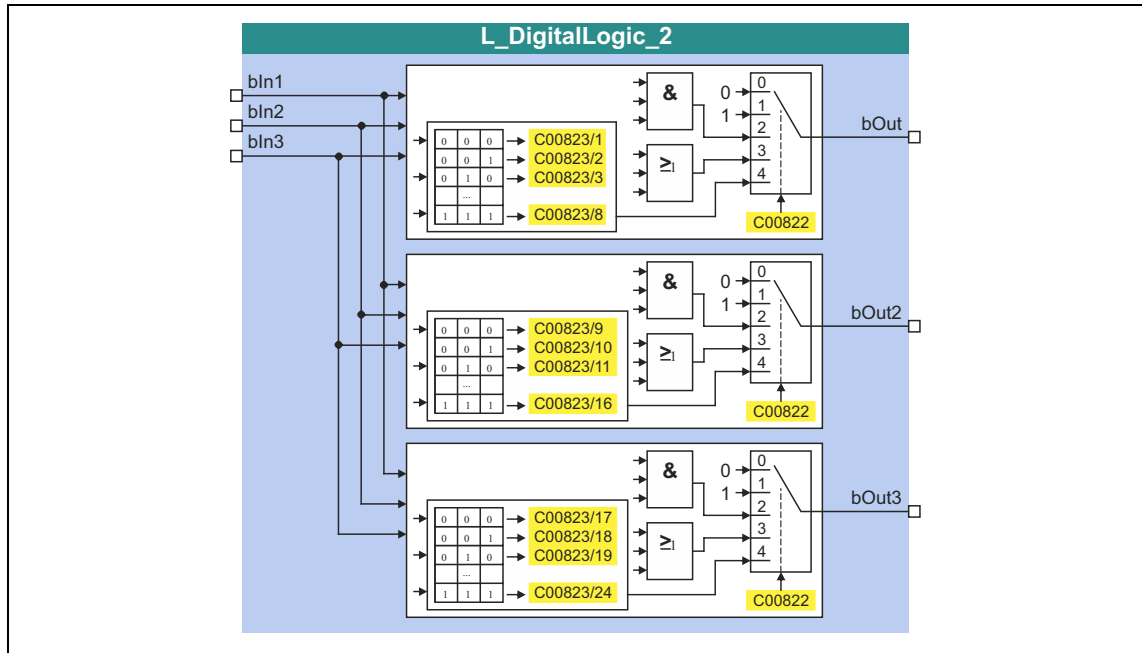 L_DigitalLogic_2
bIn1
bIn2
bIn3
&
≥1
0
1
0
1
2
3
4
bOut
C00822
0 0 0 C00823/1
0 0 1 C00823/2
0 1 0 C00823/3
...
1 1 1 C00823/8
&
≥1
0
1
0
1
2
3
4
bOut2
C00822
0 0 0 C00823/9
0 0 1 C00823/10
0 1 0 C00823/11
...
1 1 1 C00823/16
&
≥1
0
1
0
1
2
3
4
bOut3
C00822
0 0 0 C00823/17
0 0 1 C00823/18
0 1 0 C00823/19
...
1 1 1 C00823/24